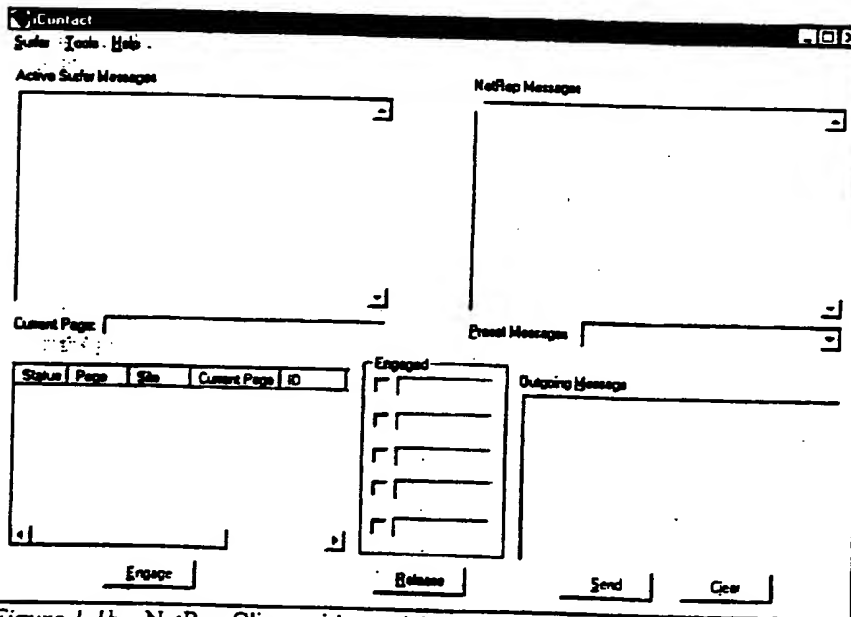 iContact
Surfer Tools Help
Active Surfer Messages
NetRep Messages
Current Page:
Preset Messages
Status Page Site Current Page ID
Engaged
Outgoing Message
Engage
Release
Send
Clear
Figure